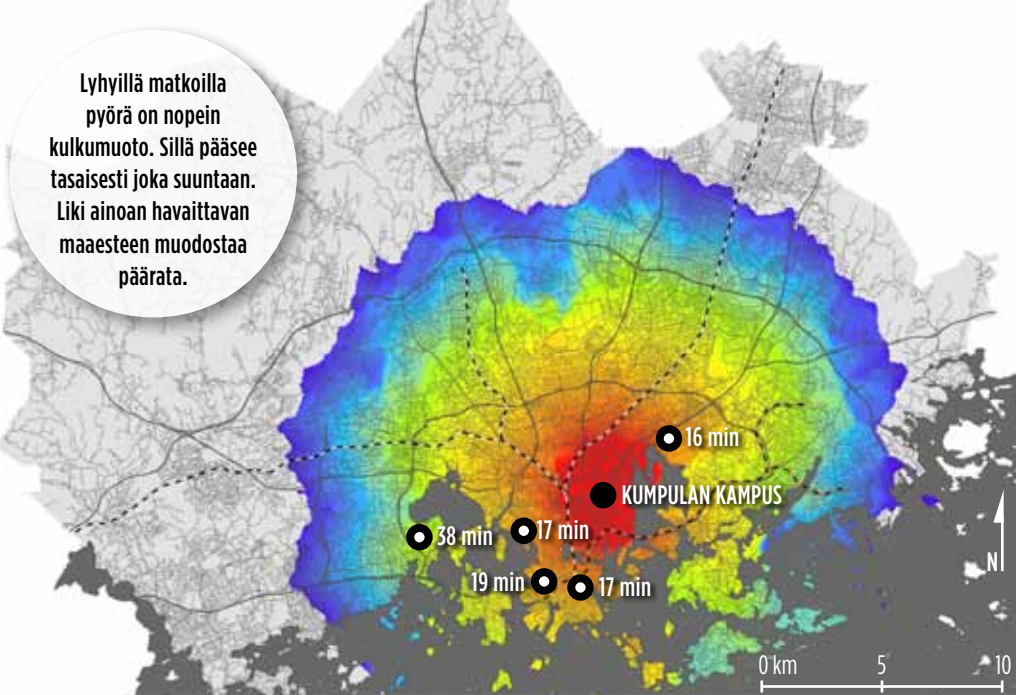 Lyhyillä matkoilla
pyörä on nopein
kulkumuoto. Sillä pääsee
tasaisesti joka suuntaan.
Liki ainoan havaittavan
maaesteen muodostaa
päärata.
16 min
KUMPULAN KAMPUS
38 min
17 min
19 min
17 min
N
0 km
5
10